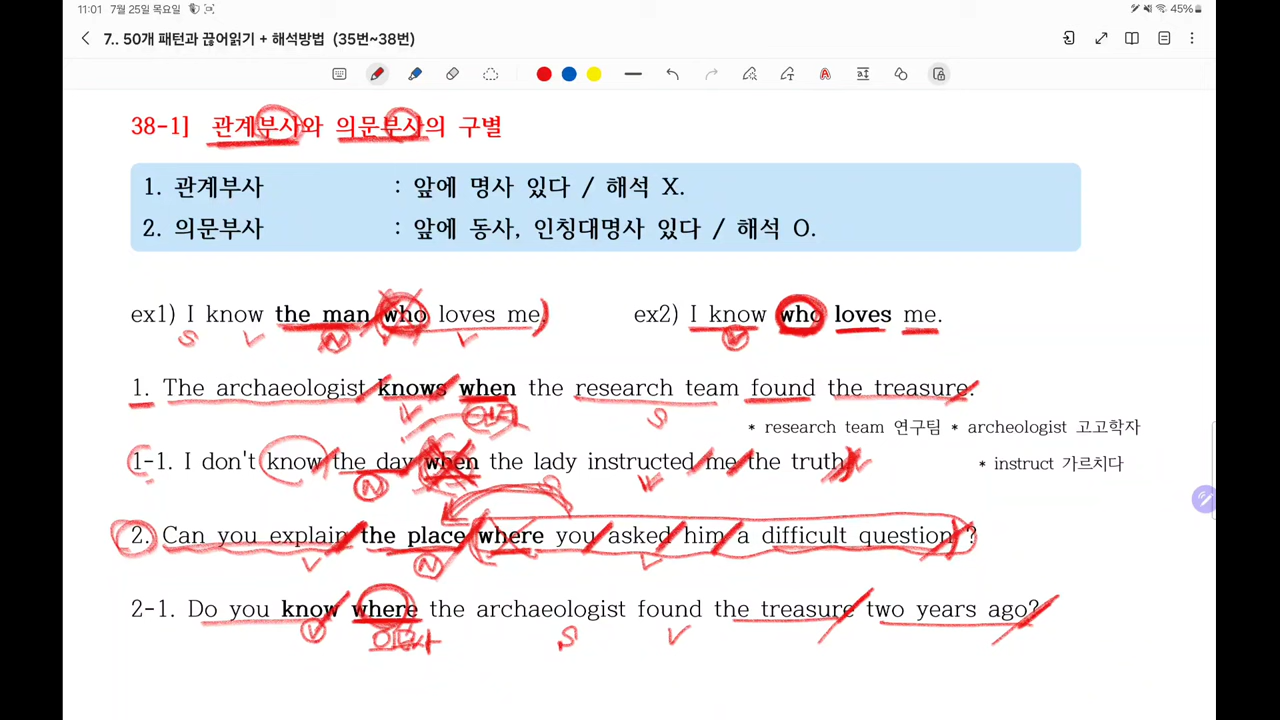 11:01 7월 25일 목요일
45%
7.. 50개 패턴과 끊어읽기 + 해석방법 (35번~38번)
38-1] 관계부사와 의문부사의 구별
1. 관계부사 : 앞에 명사 있다 / 해석 X.
2. 의문부사 : 앞에 동사, 인칭대명사 있다 / 해석 O.
ex1) I know the man who loves me. ex2) I know who loves me.
S V N V V
1. The archaeologist knows when the research team found the treasure.
V S
* research team 연구팀 * archeologist 고고학자
1-1. I don't know the day when the lady instructed me the truth.
* instruct 가르치다
N S V
2. Can you explain the place where you asked him a difficult question?
V N V
2-1. Do you know where the archaeologist found the treasure two years ago?
V S V